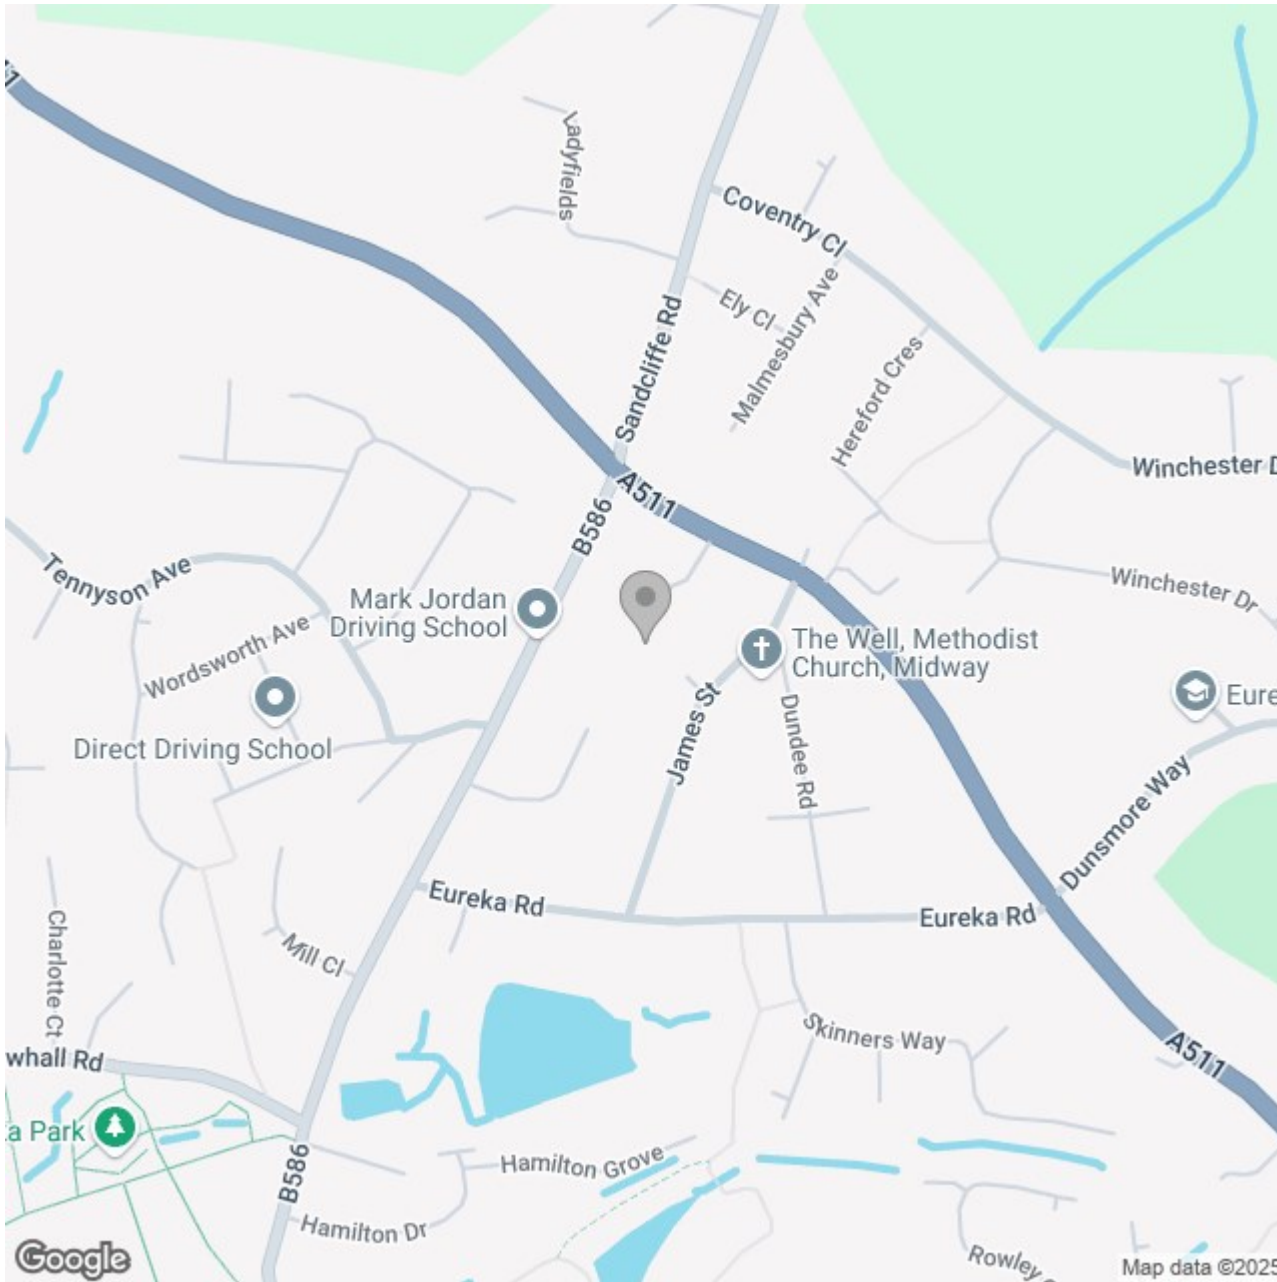 Ladyfields
Coventry Cl
Ely Cl
Malmesbury Ave
Sandcliffe Rd
Hereford Cres
Winchester D
A511
B586
Tennyson Ave
Mark Jordan
Driving School
Winchester Dr
Wordsworth Ave
The Well, Methodist
Church, Midway
Eure
James St
Dundee Rd
Direct Driving School
Dunsmore Way
Eureka Rd
Eureka Rd
Charlotte Ct
Mill Cl
Skinners Way
whall Rd
A511
a Park
Hamilton Grove
B586
Hamilton Dr
Rowley
Google
Map data ©2025